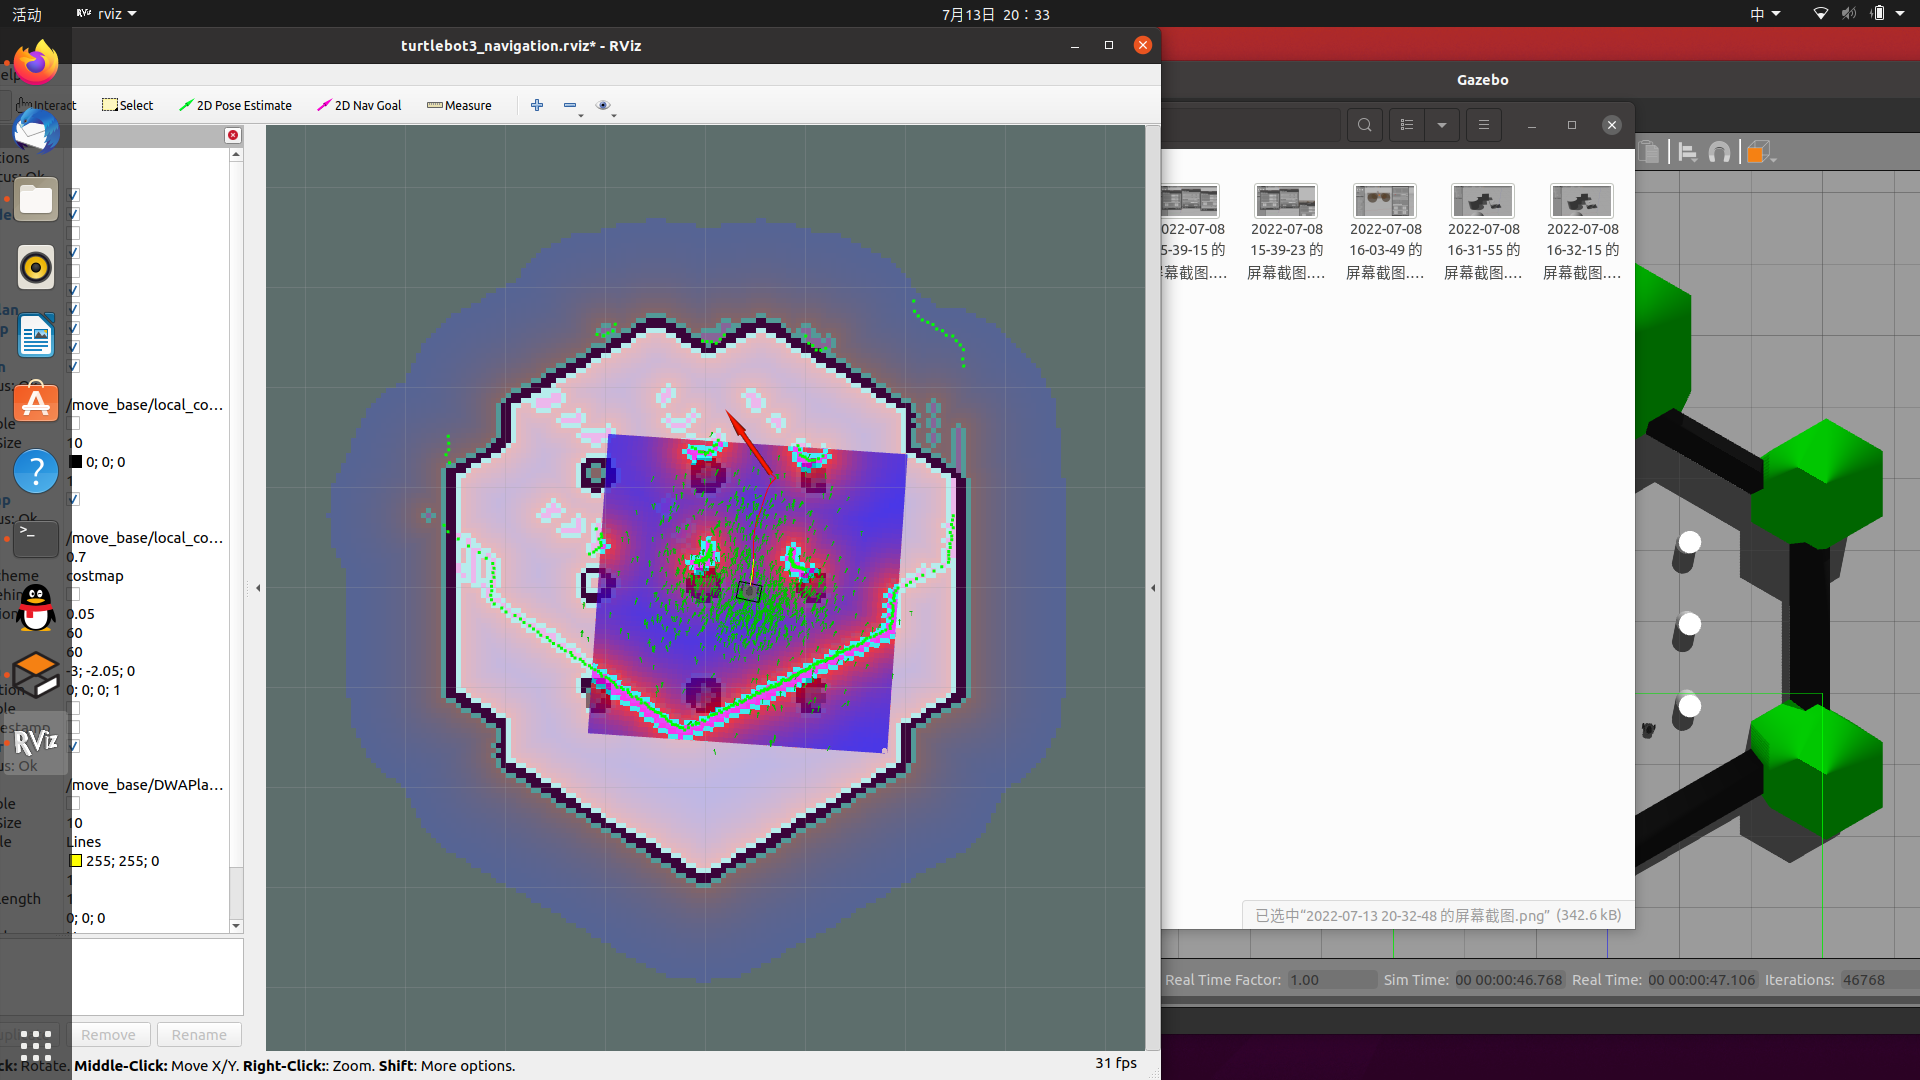 活动
rviz
7月13日 20：33
中
turtlebot3_navigation.rviz* - RViz
Gazebo
Interact
Select
2D Pose Estimate
2D Nav Goal
Measure
/move_base/local_co...
Size
10
0; 0; 0
/move_base/local_co...
0.7
costmap
0.05
60
60
-3; -2.05; 0
0; 0; 0; 1
RViz
/move_base/DWAPla...
Size
10
Lines
255; 255; 0
1
1
0; 0; 0
Remove
Rename
Rotate. Middle-Click: Move X/Y. Right-Click:: Zoom. Shift: More options.
31 fps
022-07-08
5-39-15 的
幕截图....
2022-07-08
15-39-23 的
屏幕截图....
2022-07-08
16-03-49 的
屏幕截图....
2022-07-08
16-31-55 的
屏幕截图....
2022-07-08
16-32-15 的
屏幕截图....
已选中“2022-07-13 20-32-48 的屏幕截图.png” (342.6 kB)
Real Time Factor: 1.00 Sim Time: 00 00:00:46.768 Real Time: 00 00:00:47.106 Iterations: 46768